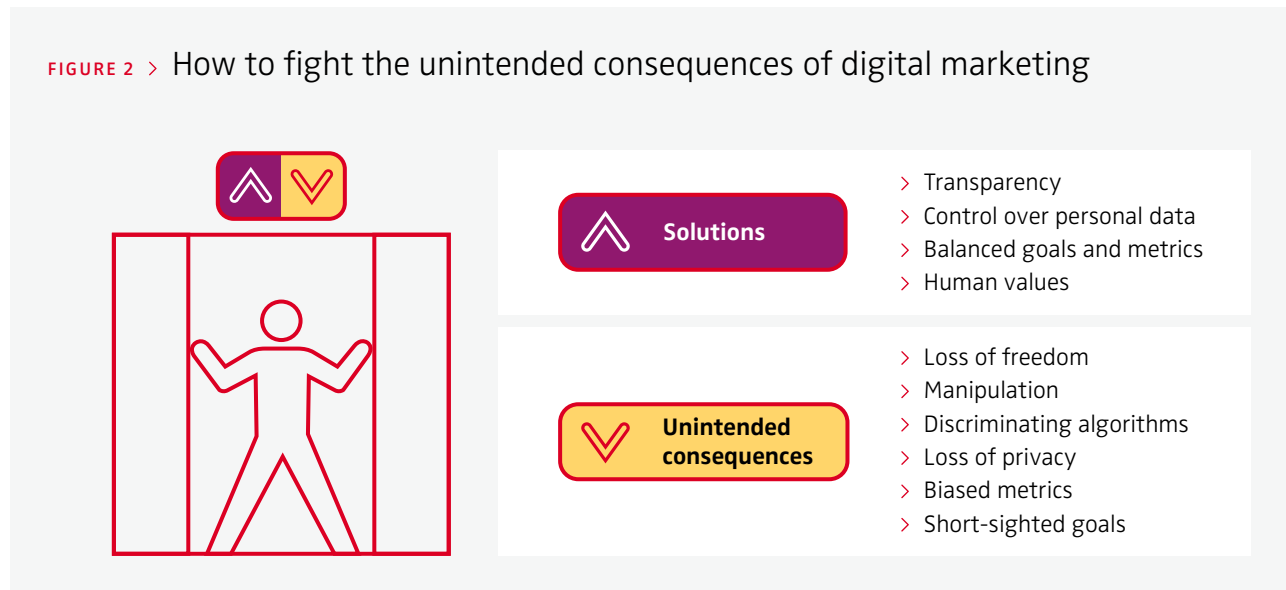 FIGURE 2 > How to fight the unintended consequences of digital marketing
Solutions
> Transparency
> Control over personal data
> Balanced goals and metrics
> Human values
Unintended
consequences
> Loss of freedom
> Manipulation
> Discriminating algorithms
> Loss of privacy
> Biased metrics
> Short-sighted goals